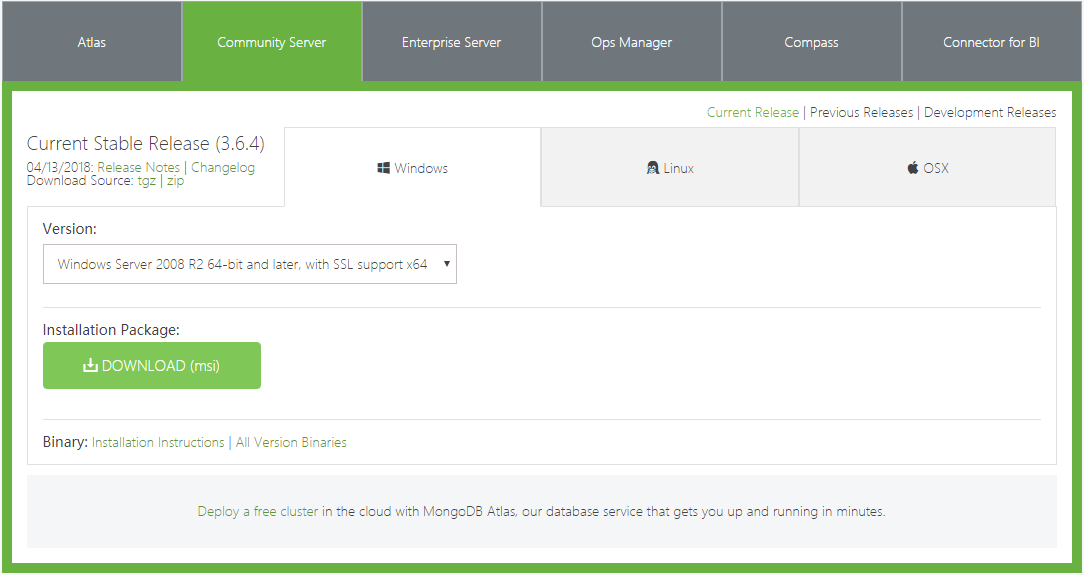 Atlas
Community Server
Enterprise Server
Ops Manager
Compass
Connector for BI
Current Release | Previous Releases | Development Releases
Current Stable Release (3.6.4)
04/13/2018: Release Notes | Changelog
Download Source: tgz | zip
Windows
Linux
OSX
Version:
Windows Server 2008 R2 64-bit and later, with SSL support x64
Installation Package:
DOWNLOAD (msi)
Binary: Installation Instructions | All Version Binaries
Deploy a free cluster in the cloud with MongoDB Atlas, our database service that gets you up and running in minutes.